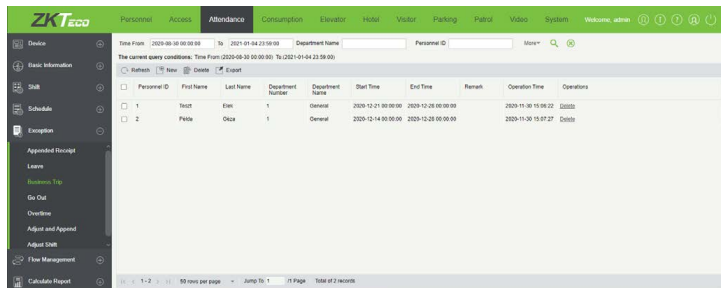 ZKTeco Personnel Access Attendance Consumption Elevator Hotel Visitor Parking Patrol Video System Welcome, admin
Device
Time From 2020-08-30 00:00:00 To 2021-01-04 23:59:00 Department Name Personnel ID More
The current query conditions: Time From:(2020-08-30 00:00:00) To:(2021-01-04 23:59:00)
Basic Information
Refresh New Delete Export
Shift
Personnel ID First Name Last Name Department Number Department Name Start Time End Time Remark Operation Time Operations
Schedule
1 Teszt Elek 1 General 2020-12-21 00:00:00 2020-12-28 00:00:00 2020-11-30 15:06:22 Delete
2 Példa Géza 1 General 2020-12-14 00:00:00 2020-12-28 00:00:00 2020-11-30 15:07:27 Delete
Exception
Appended Receipt
Leave
Business Trip
Go Out
Overtime
Adjust and Append
Adjust Shift
Flow Management
Calculate Report
1-2 50 rows per page Jump To 1 /1 Page Total of 2 records